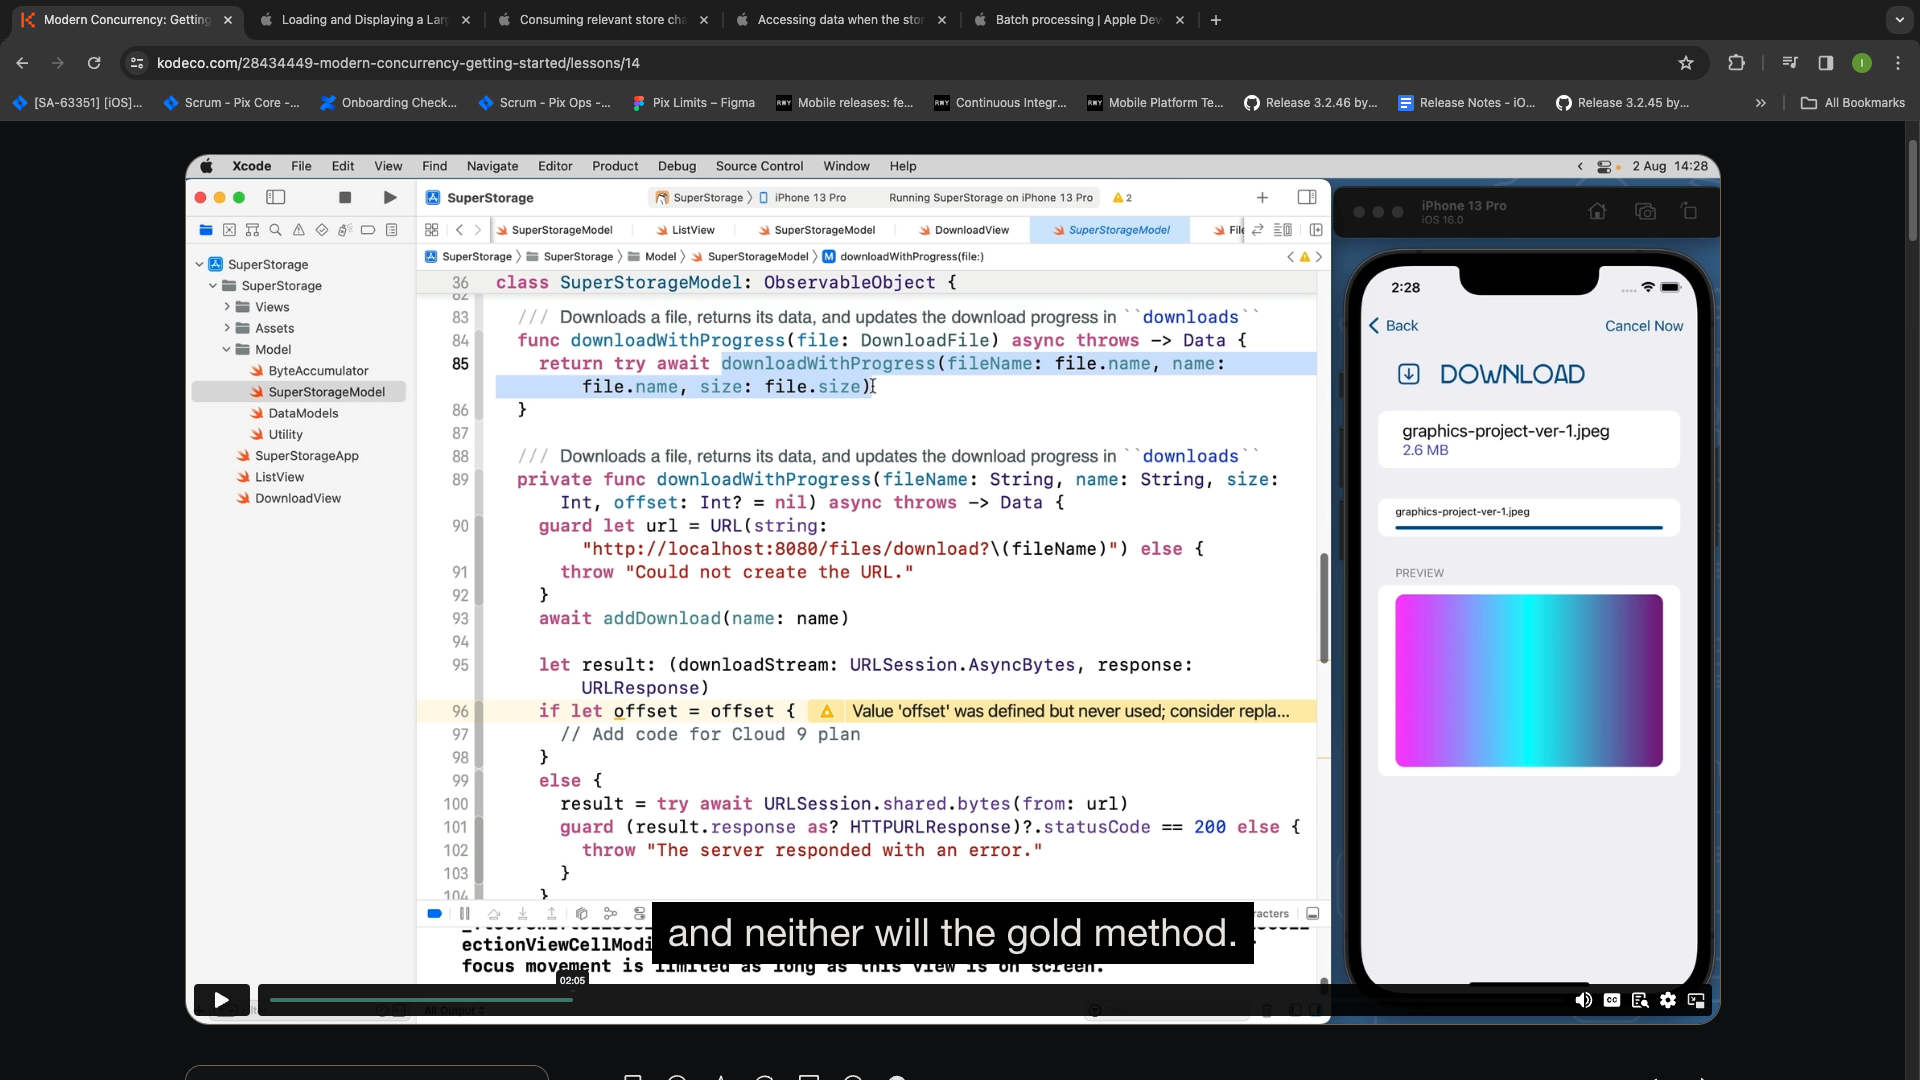 Modern Concurrency: Getting
Loading and Displaying a Lar
Consuming relevant store cha
Accessing data when the stor
Batch processing | Apple Dev
kodeco.com/28434449-modern-concurrency-getting-started/lessons/14
[SA-63351] [iOS]...
Scrum - Pix Core -...
Onboarding Check...
Scrum - Pix Ops -...
Pix Limits – Figma
Mobile releases: fe...
Continuous Integr...
Mobile Platform Te...
Release 3.2.46 by...
Release Notes - iO...
Release 3.2.45 by...
All Bookmarks
Xcode File Edit View Find Navigate Editor Product Debug Source Control Window Help
2 Aug 14:28
SuperStorage
SuperStorage 〉 iPhone 13 Pro
Running SuperStorage on iPhone 13 Pro
2
SuperStorageModel
ListView
SuperStorageModel
DownloadView
SuperStorageModel
File
SuperStorage 〉 SuperStorage 〉 Model 〉 SuperStorageModel 〉 M downloadWithProgress(file:)
SuperStorage
SuperStorage
Views
Assets
Model
ByteAccumulator
SuperStorageModel
DataModels
Utility
SuperStorageApp
ListView
DownloadView
36 class SuperStorageModel: ObservableObject {
82
83 /// Downloads a file, returns its data, and updates the download progress in ``downloads``
84 func downloadWithProgress(file: DownloadFile) async throws -> Data {
85 return try await downloadWithProgress(fileName: file.name, name:
file.name, size: file.size)
86 }
87
88 /// Downloads a file, returns its data, and updates the download progress in ``downloads``
89 private func downloadWithProgress(fileName: String, name: String, size:
Int, offset: Int? = nil) async throws -> Data {
90 guard let url = URL(string:
"http://localhost:8080/files/download?\(fileName)") else {
91 throw "Could not create the URL."
92 }
93 await addDownload(name: name)
94
95 let result: (downloadStream: URLSession.AsyncBytes, response:
URLResponse)
96 if let offset = offset { Value 'offset' was defined but never used; consider repla...
97 // Add code for Cloud 9 plan
98 }
99 else {
100 result = try await URLSession.shared.bytes(from: url)
101 guard (result.response as? HTTPURLResponse)?.statusCode == 200 else {
102 throw "The server responded with an error."
103 }
104 }
racters
ectionViewCellModi
focus movement is limited as long as this view is on screen.
and neither will the gold method.
02:05
All Output
iPhone 13 Pro
iOS 16.0
2:28
Back
Cancel Now
DOWNLOAD
graphics-project-ver-1.jpeg
2.6 MB
graphics-project-ver-1.jpeg
PREVIEW
CC